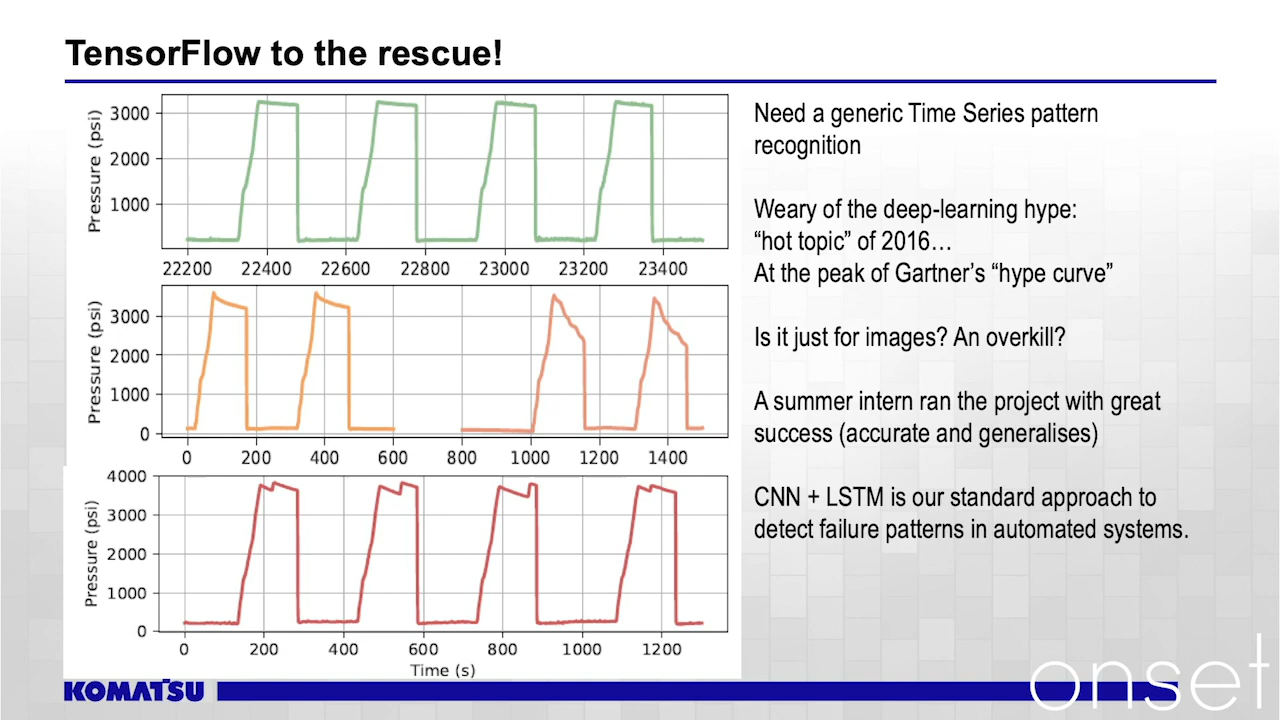 TensorFlow to the rescue!
Pressure (psi)
3000
2000
1000
22200 22400 22600 22800 23000 23200 23400
Pressure (psi)
3000
2000
1000
0
0 200 400 600 800 1000 1200 1400
Pressure (psi)
4000
3000
2000
1000
0
0 200 400 600 800 1000 1200
Time (s)
Need a generic Time Series pattern
recognition
Weary of the deep-learning hype:
“hot topic” of 2016…
At the peak of Gartner’s “hype curve”
Is it just for images? An overkill?
A summer intern ran the project with great
success (accurate and generalises)
CNN + LSTM is our standard approach to
detect failure patterns in automated systems.
KOMATSU
onset